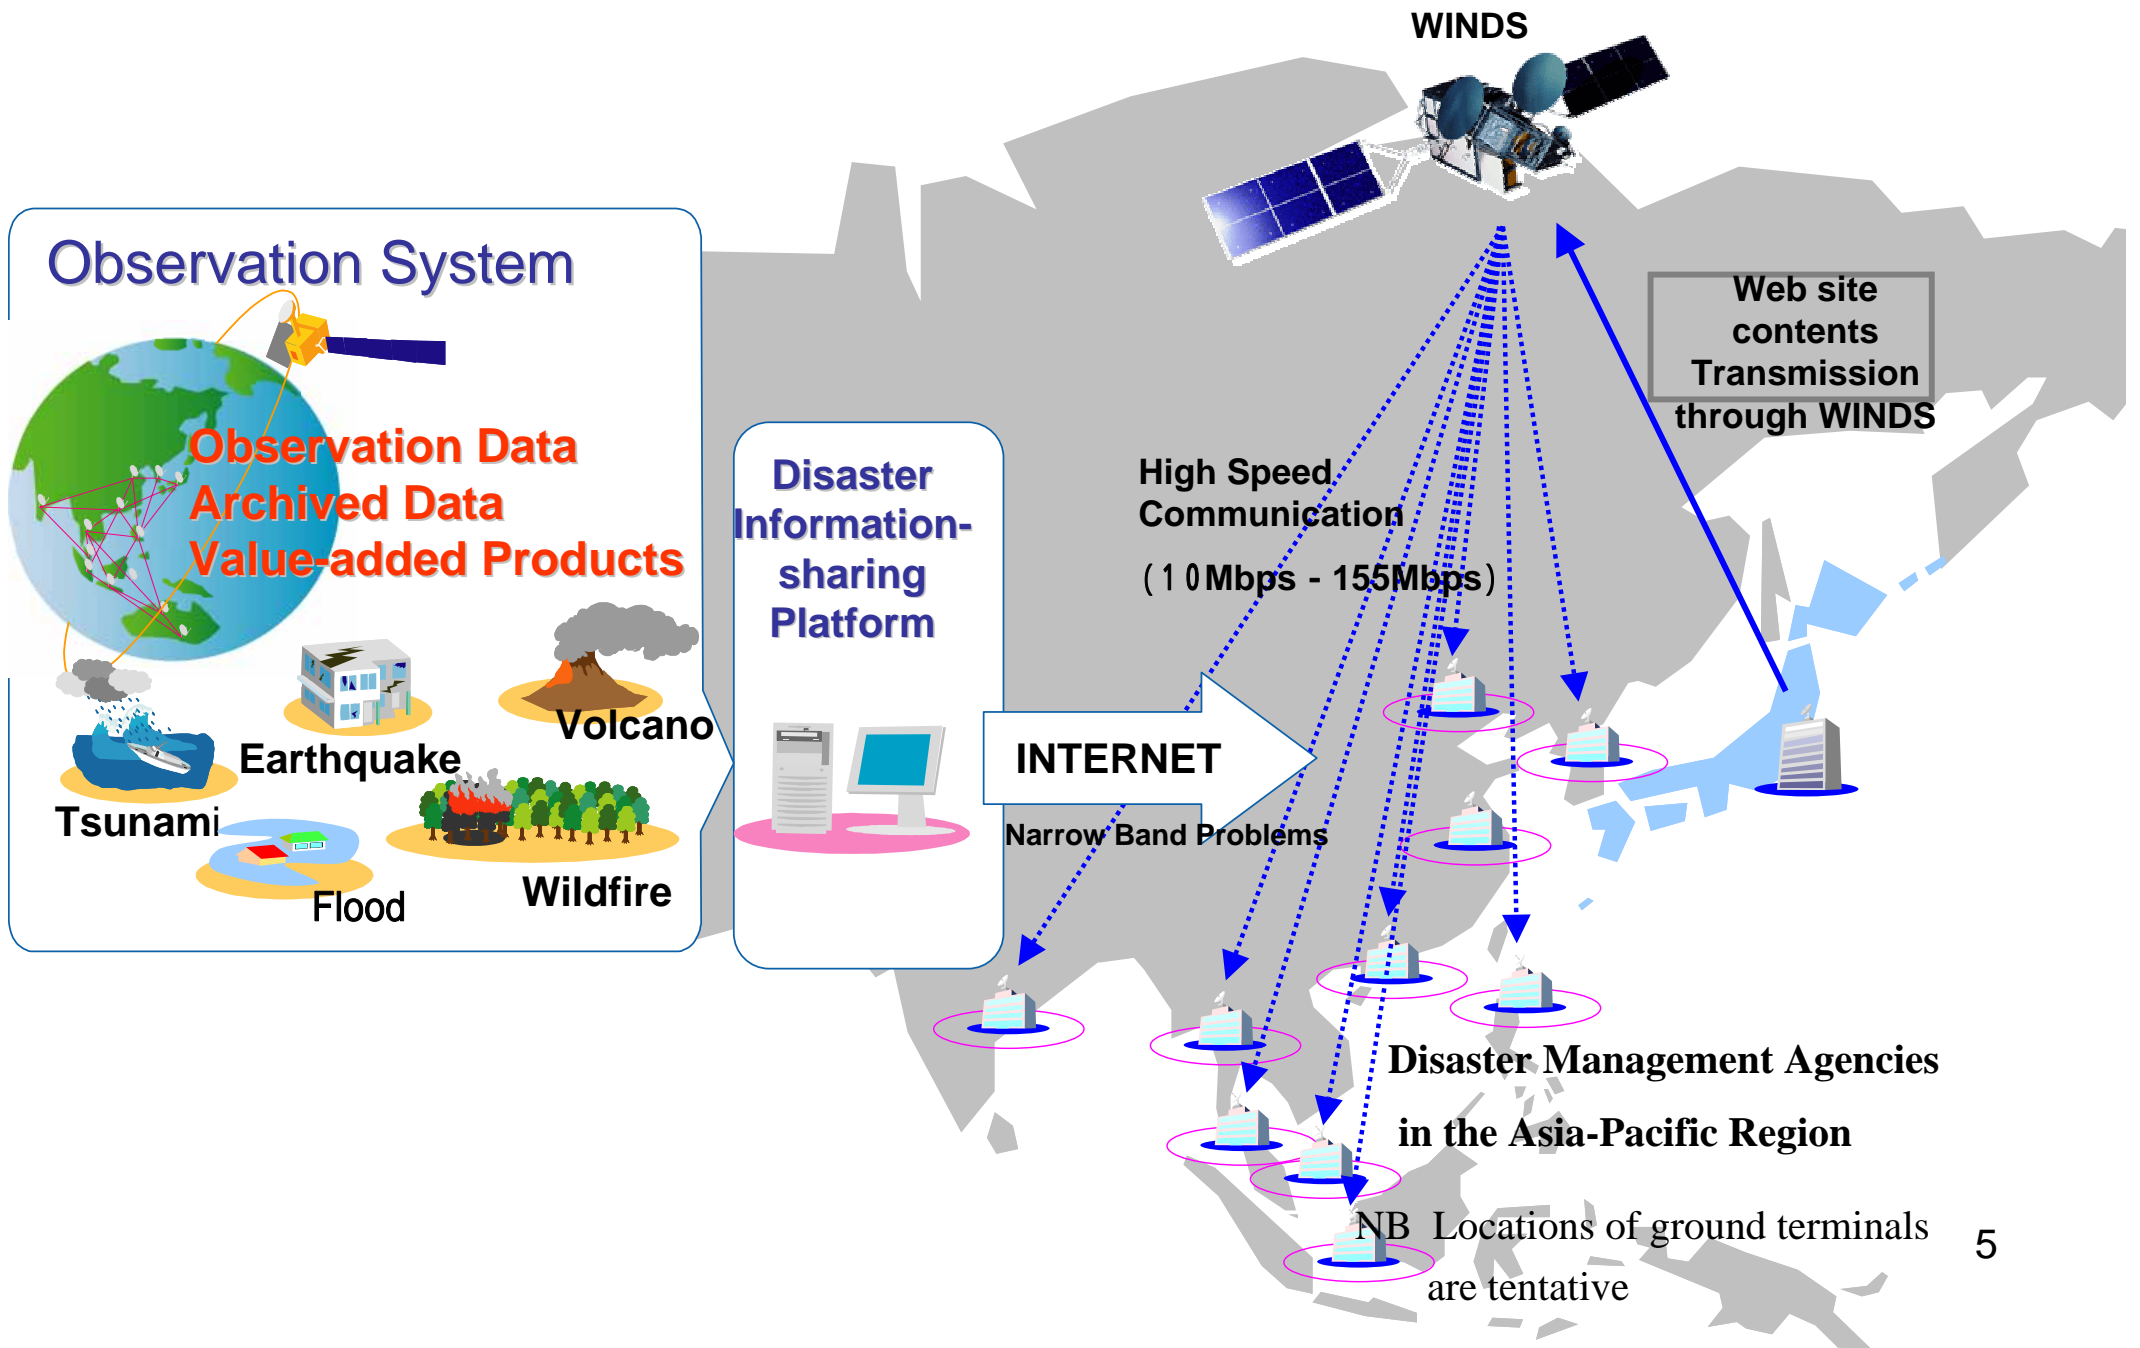 WINDS
Observation System
Web site
contents
Transmission
through WINDS
Observation Data
Archived Data
Value-added Products
Disaster
Information-
sharing
Platform
High Speed
Communication
(10Mbps - 155Mbps)
Volcano
Earthquake
Tsunami
INTERNET
Narrow Band Problems
Wildfire
Flood
Disaster Management Agencies
in the Asia-Pacific Region
NB Locations of ground terminals
are tentative
5